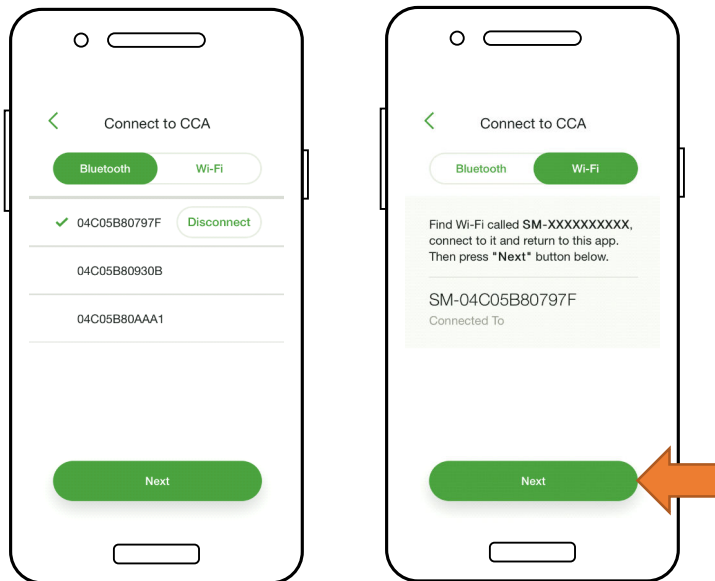 Connect to CCA
Bluetooth Wi-Fi
04C05B80797F Disconnect
04C05B80930B
04C05B80AAA1
Next
Connect to CCA
Bluetooth Wi-Fi
Find Wi-Fi called SM-XXXXXXXXXX,
connect to it and return to this app.
Then press "Next" button below.
SM-04C05B80797F
Connected To
Next